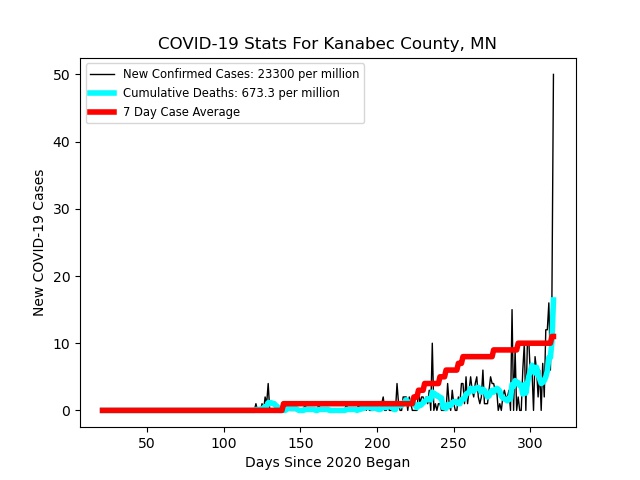 COVID-19 Stats For Kanabec County, MN
New Confirmed Cases: 23300 per million
Cumulative Deaths: 673.3 per million
7 Day Case Average
New COVID-19 Cases
50
40
30
20
10
0
50 100 150 200 250 300
Days Since 2020 Began